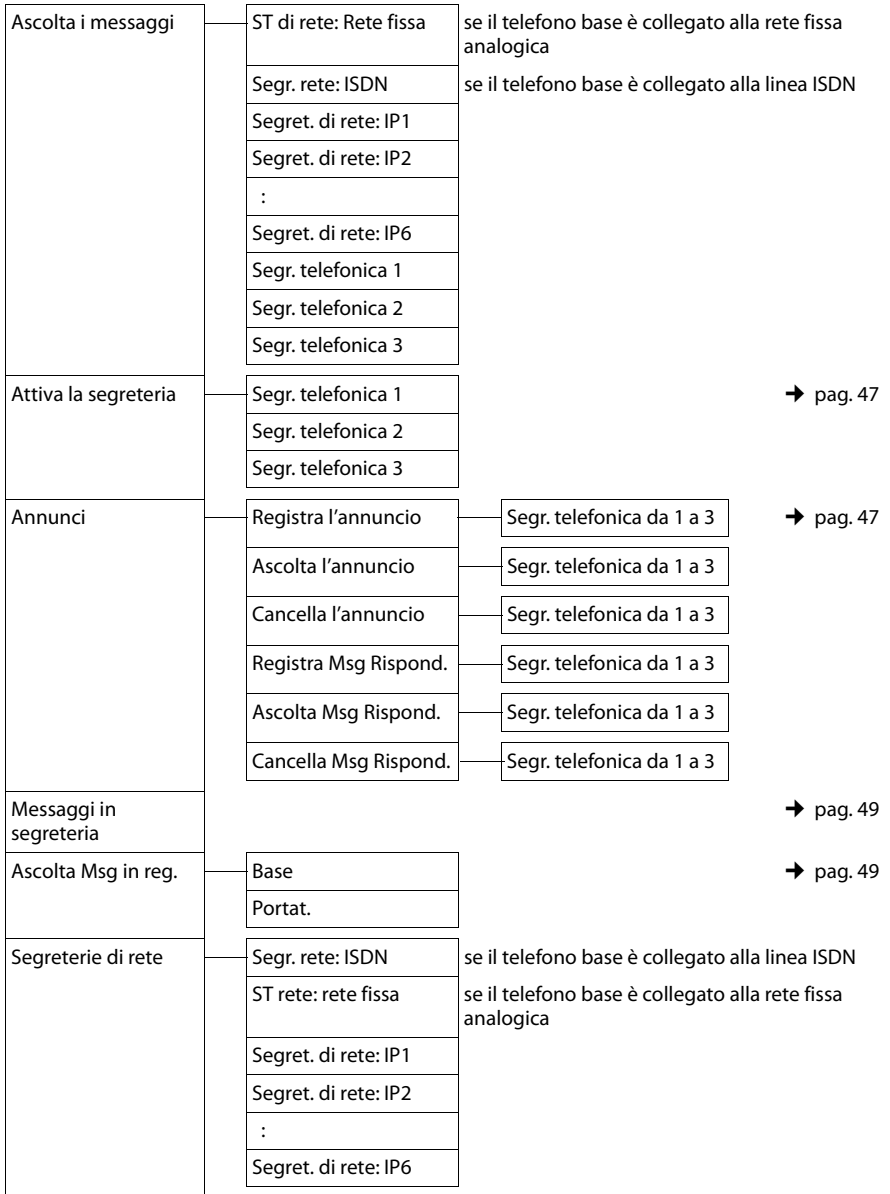 Ascolta i messaggi ST di rete: Rete fissa se il telefono base è collegato alla rete fissa
analogica
Segr. rete: ISDN se il telefono base è collegato alla linea ISDN
Segret. di rete: IP1
Segret. di rete: IP2
:
Segret. di rete: IP6
Segr. telefonica 1
Segr. telefonica 2
Segr. telefonica 3
Attiva la segreteria Segr. telefonica 1 ➔ pag. 47
Segr. telefonica 2
Segr. telefonica 3
Annunci Registra l’annuncio Segr. telefonica da 1 a 3 ➔ pag. 47
Ascolta l’annuncio Segr. telefonica da 1 a 3
Cancella l’annuncio Segr. telefonica da 1 a 3
Registra Msg Rispond. Segr. telefonica da 1 a 3
Ascolta Msg Rispond. Segr. telefonica da 1 a 3
Cancella Msg Rispond. Segr. telefonica da 1 a 3
Messaggi in ➔ pag. 49
segreteria
Ascolta Msg in reg. Base ➔ pag. 49
Portat.
Segreterie di rete Segr. rete: ISDN se il telefono base è collegato alla linea ISDN
ST rete: rete fissa se il telefono base è collegato alla rete fissa
analogica
Segret. di rete: IP1
Segret. di rete: IP2
:
Segret. di rete: IP6